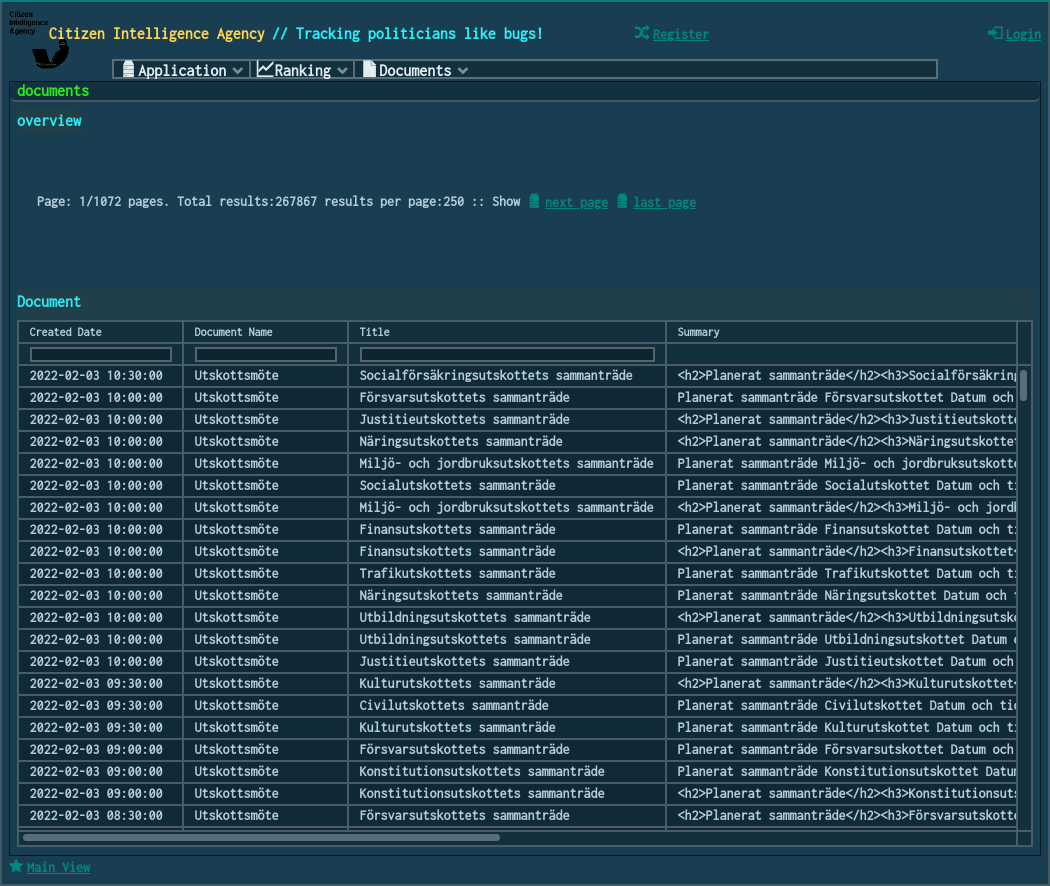 Citizen
Intelligence
Agency
Citizen Intelligence Agency // Tracking politicians like bugs!
Register
Login
Application
Ranking
Documents
documents
overview
Page: 1/1072 pages. Total results:267867 results per page:250 :: Show next page last page
Document
Created Date Document Name Title Summary
2022-02-03 10:30:00 Utskottsmöte Socialförsäkringsutskottets sammanträde <h2>Planerat sammanträde</h2><h3>Socialförsäkring
2022-02-03 10:00:00 Utskottsmöte Försvarsutskottets sammanträde Planerat sammanträde Försvarsutskottet Datum och
2022-02-03 10:00:00 Utskottsmöte Justitieutskottets sammanträde <h2>Planerat sammanträde</h2><h3>Justitieutskotte
2022-02-03 10:00:00 Utskottsmöte Näringsutskottets sammanträde <h2>Planerat sammanträde</h2><h3>Näringsutskottet
2022-02-03 10:00:00 Utskottsmöte Miljö- och jordbruksutskottets sammanträde Planerat sammanträde Miljö- och jordbruksutskotte
2022-02-03 10:00:00 Utskottsmöte Socialutskottets sammanträde Planerat sammanträde Socialutskottet Datum och ti
2022-02-03 10:00:00 Utskottsmöte Miljö- och jordbruksutskottets sammanträde <h2>Planerat sammanträde</h2><h3>Miljö- och jord
2022-02-03 10:00:00 Utskottsmöte Finansutskottets sammanträde Planerat sammanträde Finansutskottet Datum och ti
2022-02-03 10:00:00 Utskottsmöte Finansutskottets sammanträde <h2>Planerat sammanträde</h2><h3>Finansutskottet<
2022-02-03 10:00:00 Utskottsmöte Trafikutskottets sammanträde Planerat sammanträde Trafikutskottet Datum och ti
2022-02-03 10:00:00 Utskottsmöte Näringsutskottets sammanträde Planerat sammanträde Näringsutskottet Datum och t
2022-02-03 10:00:00 Utskottsmöte Utbildningsutskottets sammanträde <h2>Planerat sammanträde</h2><h3>Utbildningsutsko
2022-02-03 10:00:00 Utskottsmöte Utbildningsutskottets sammanträde Planerat sammanträde Utbildningsutskottet Datum o
2022-02-03 10:00:00 Utskottsmöte Justitieutskottets sammanträde Planerat sammanträde Justitieutskottet Datum och
2022-02-03 09:30:00 Utskottsmöte Kulturutskottets sammanträde <h2>Planerat sammanträde</h2><h3>Kulturutskottet<
2022-02-03 09:30:00 Utskottsmöte Civilutskottets sammanträde Planerat sammanträde Civilutskottet Datum och tid
2022-02-03 09:30:00 Utskottsmöte Kulturutskottets sammanträde Planerat sammanträde Kulturutskottet Datum och ti
2022-02-03 09:00:00 Utskottsmöte Försvarsutskottets sammanträde Planerat sammanträde Försvarsutskottet Datum och
2022-02-03 09:00:00 Utskottsmöte Konstitutionsutskottets sammanträde Planerat sammanträde Konstitutionsutskottet Datum
2022-02-03 09:00:00 Utskottsmöte Konstitutionsutskottets sammanträde <h2>Planerat sammanträde</h2><h3>Konstitutionsuts
2022-02-03 08:30:00 Utskottsmöte Försvarsutskottets sammanträde <h2>Planerat sammanträde</h2><h3>Försvarsutskotte
Main View